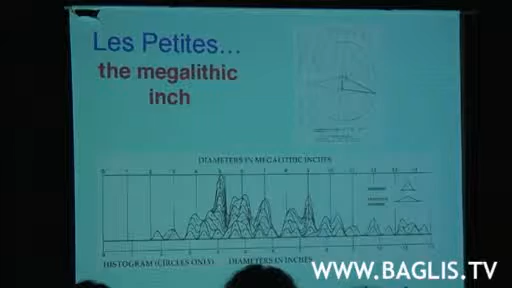 Les Petites...
the megalithic
inch
DIAMETERS IN MEGALITHIC INCHES
HISTOGRAM (CIRCLES ONLY) DIAMETERS IN INCHES
WWW.BAGLIS.TV